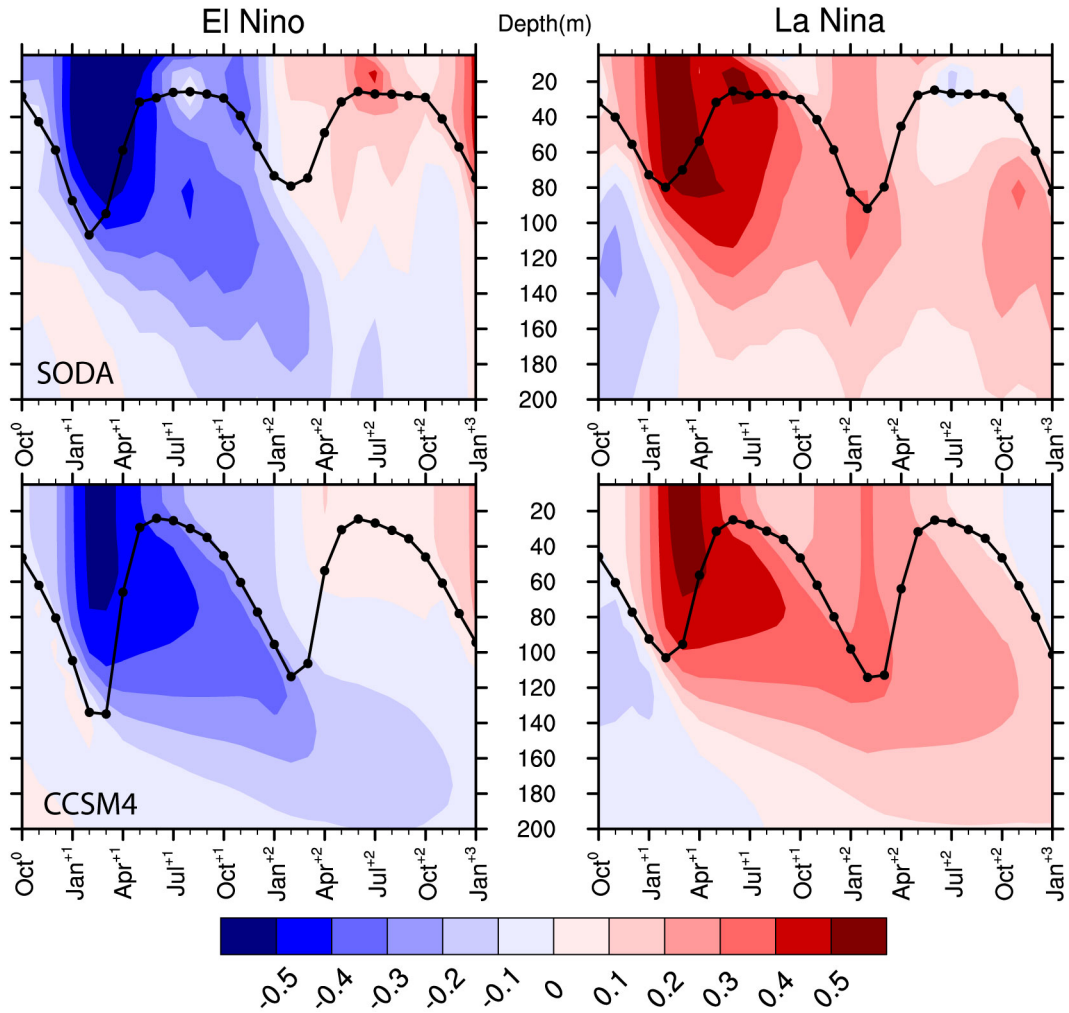 El Nino Depth(m) La Nina
20 40 60 80 100 120 140 160 180 200
SODA
Oct⁰ Jan⁺¹ Apr⁺¹ Jul⁺¹ Oct⁺¹ Jan⁺² Apr⁺² Jul⁺² Oct⁺² Jan⁺³
Oct⁰ Jan⁺¹ Apr⁺¹ Jul⁺¹ Oct⁺¹ Jan⁺² Apr⁺² Jul⁺² Oct⁺² Jan⁺³
20 40 60 80 100 120 140 160 180 200
CCSM4
Oct⁰ Jan⁺¹ Apr⁺¹ Jul⁺¹ Oct⁺¹ Jan⁺² Apr⁺² Jul⁺² Oct⁺² Jan⁺³
Oct⁰ Jan⁺¹ Apr⁺¹ Jul⁺¹ Oct⁺¹ Jan⁺² Apr⁺² Jul⁺² Oct⁺² Jan⁺³
-0.5 -0.4 -0.3 -0.2 -0.1 0 0.1 0.2 0.3 0.4 0.5